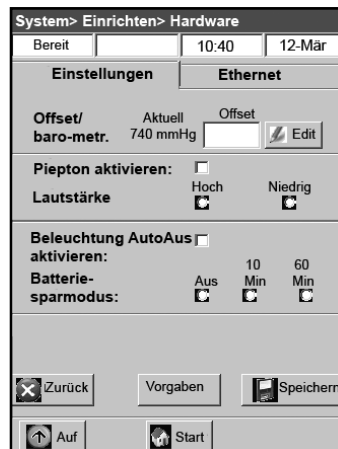 System> Einrichten> Hardware
Bereit 10:40 12-Mär
Einstellungen Ethernet
Offset/ Aktuell Offset
baro-metr. 740 mmHg Edit
Piepton aktivieren:
Hoch Niedrig
Lautstärke
Beleuchtung AutoAus
aktivieren:
10 60
Batterie- Aus Min Min
sparmodus:
Zurück Vorgaben Speichern
Auf Start